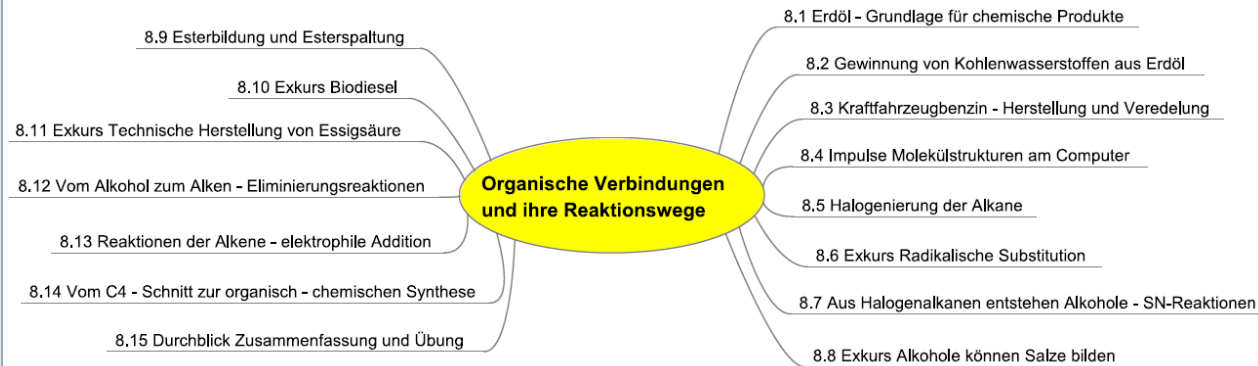 8.1 Erdöl - Grundlage für chemische Produkte
8.2 Gewinnung von Kohlenwasserstoffen aus Erdöl
8.3 Kraftfahrzeugbenzin - Herstellung und Veredelung
8.4 Impulse Molekülstrukturen am Computer
8.5 Halogenierung der Alkane
8.6 Exkurs Radikalische Substitution
8.7 Aus Halogenalkanen entstehen Alkohole - SN-Reaktionen
8.8 Exkurs Alkohole können Salze bilden
Organische Verbindungen
und ihre Reaktionswege
8.9 Esterbildung und Esterspaltung
8.10 Exkurs Biodiesel
8.11 Exkurs Technische Herstellung von Essigsäure
8.12 Vom Alkohol zum Alken - Eliminierungsreaktionen
8.13 Reaktionen der Alkene - elektrophile Addition
8.14 Vom C4 - Schnitt zur organisch - chemischen Synthese
8.15 Durchblick Zusammenfassung und Übung